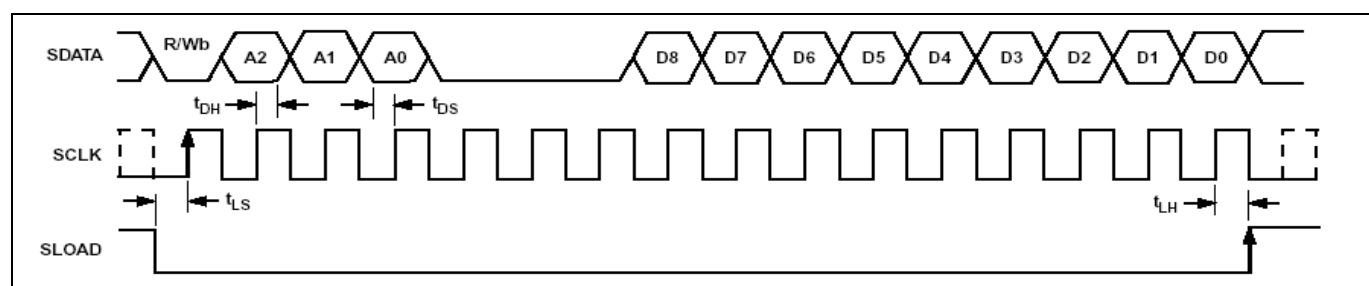 SDATA R/Wb A2 A1 A0 D8 D7 D6 D5 D4 D3 D2 D1 D0
tDH tDS
SCLK
tLS tLH
SLOAD